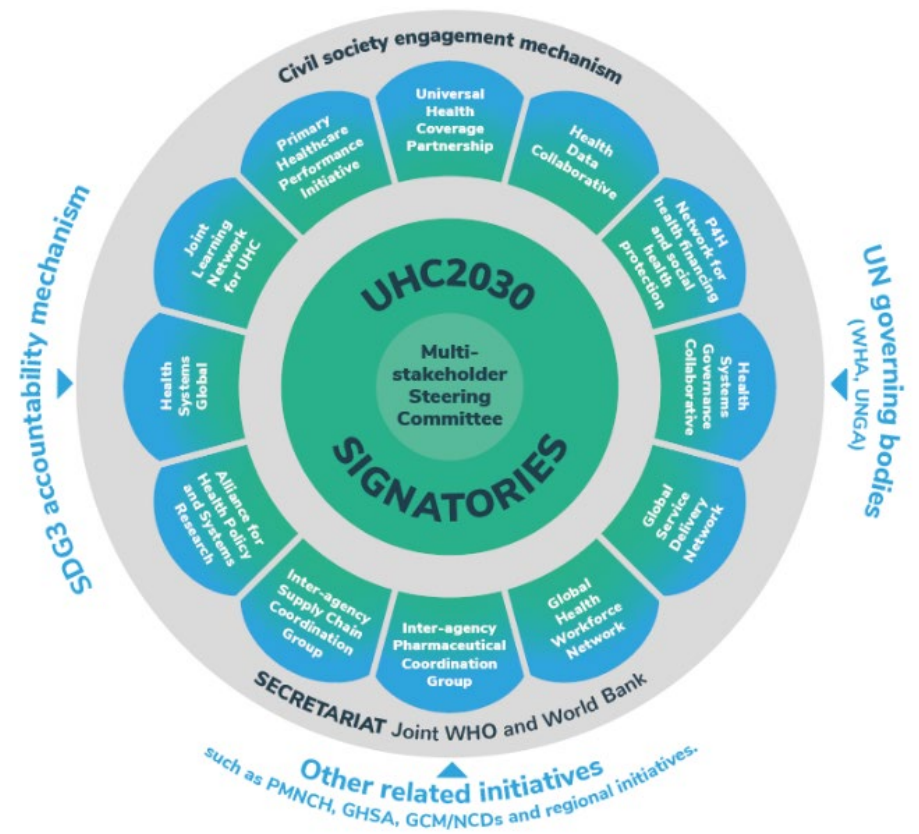 Civil society engagement mechanism
Universal
Health
Coverage
Partnership
Health
Data
Collaborative
P4H
Network for
health financing
and social
health
protection
Health
Systems
Governance
Collaborative
Global
Service
Delivery
Network
Global
Health
Workforce
Network
Inter-agency
Pharmaceutical
Coordination
Group
Inter-agency
Supply Chain
Coordination
Group
Alliance for
Health Policy
and Systems
Research
Health
Systems
Global
Joint
Learning
Network
for UHC
Primary
Healthcare
Performance
Initiative
UHC2030
Multi-
stakeholder
Steering
Committee
SIGNATORIES
SECRETARIAT Joint WHO and World Bank
SDG3 accountability mechanism
UN governing bodies
(WHA, UNGA)
Other related initiatives
such as PMNCH, GHSA, GCM/NCDs and regional initiatives.